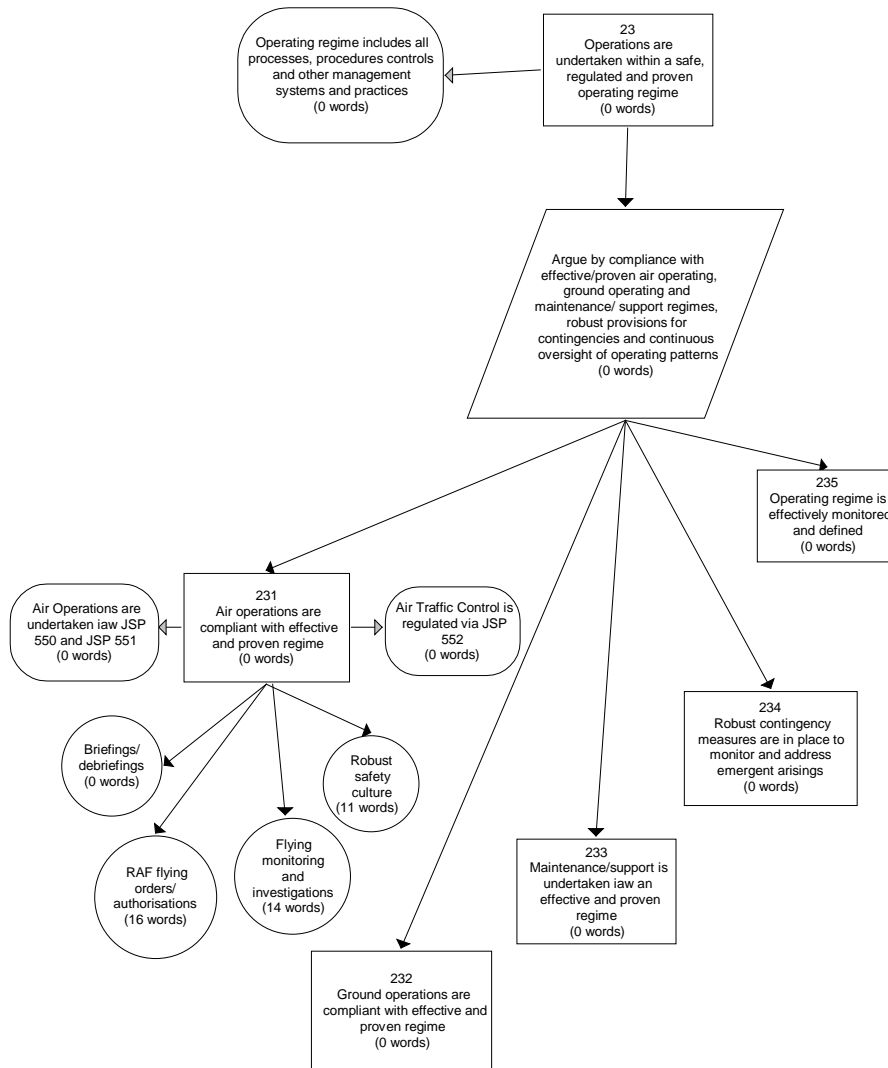 Operating regime includes all
processes, procedures controls
and other management
systems and practices
(0 words)
23
Operations are
undertaken within a safe,
regulated and proven
operating regime
(0 words)
Argue by compliance with
effective/proven air operating,
ground operating and
maintenance/ support regimes,
robust provisions for
contingencies and continuous
oversight of operating patterns
(0 words)
235
Operating regime is
effectively monitored
and defined
(0 words)
Air Operations are
undertaken iaw JSP
550 and JSP 551
(0 words)
231
Air operations are
compliant with effective
and proven regime
(0 words)
Air Traffic Control is
regulated via JSP
552
(0 words)
234
Robust contingency
measures are in place to
monitor and address
emergent arisings
(0 words)
Briefings/
debriefings
(0 words)
Robust
safety
culture
(11 words)
RAF flying
orders/
authorisations
(16 words)
Flying
monitoring
and
investigations
(14 words)
233
Maintenance/support is
undertaken iaw an
effective and proven
regime
(0 words)
232
Ground operations are
compliant with effective and
proven regime
(0 words)